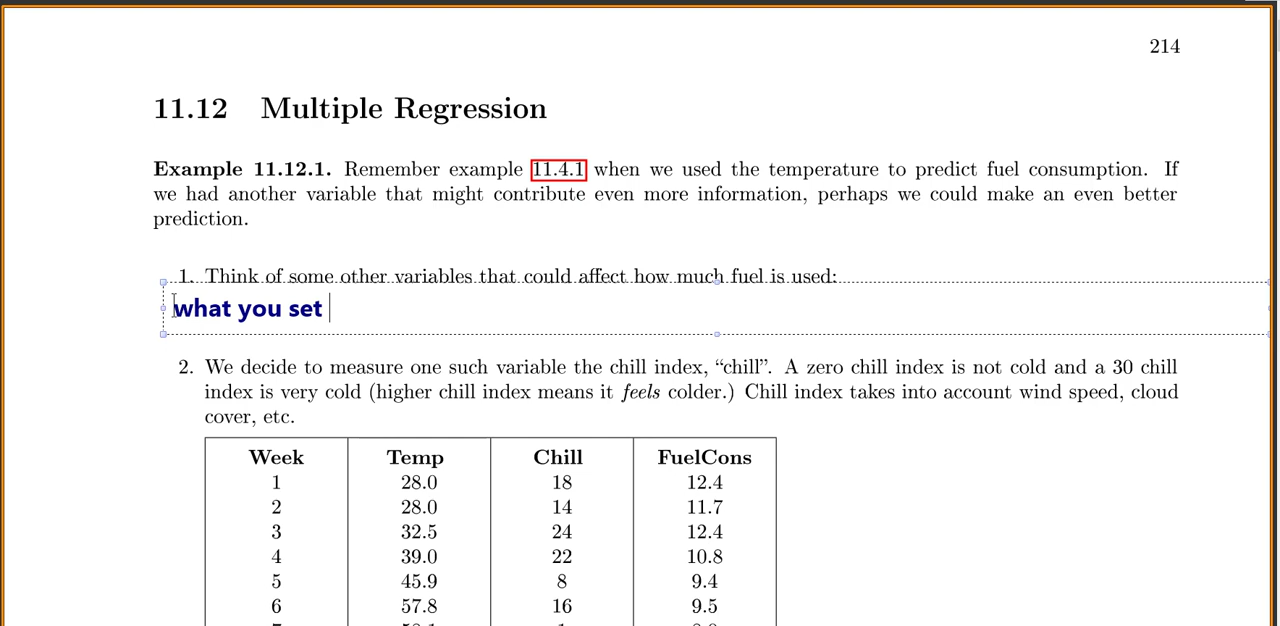 214
11.12 Multiple Regression
Example 11.12.1. Remember example 11.4.1 when we used the temperature to predict fuel consumption. If
we had another variable that might contribute even more information, perhaps we could make an even better
prediction.
1. Think of some other variables that could affect how much fuel is used:
what you set
2. We decide to measure one such variable the chill index, “chill”. A zero chill index is not cold and a 30 chill
index is very cold (higher chill index means it feels colder.) Chill index takes into account wind speed, cloud
cover, etc.
Week Temp Chill FuelCons
1 28.0 18 12.4
2 28.0 14 11.7
3 32.5 24 12.4
4 39.0 22 10.8
5 45.9 8 9.4
6 57.8 16 9.5